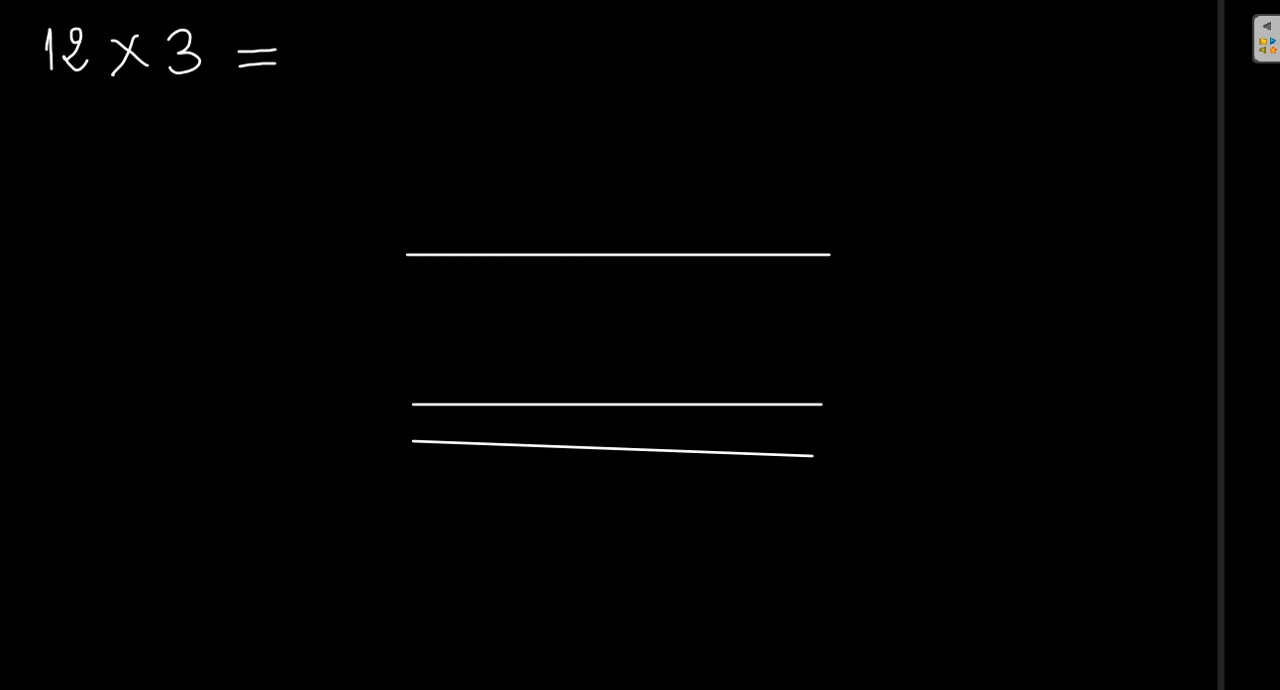 12 × 3 =